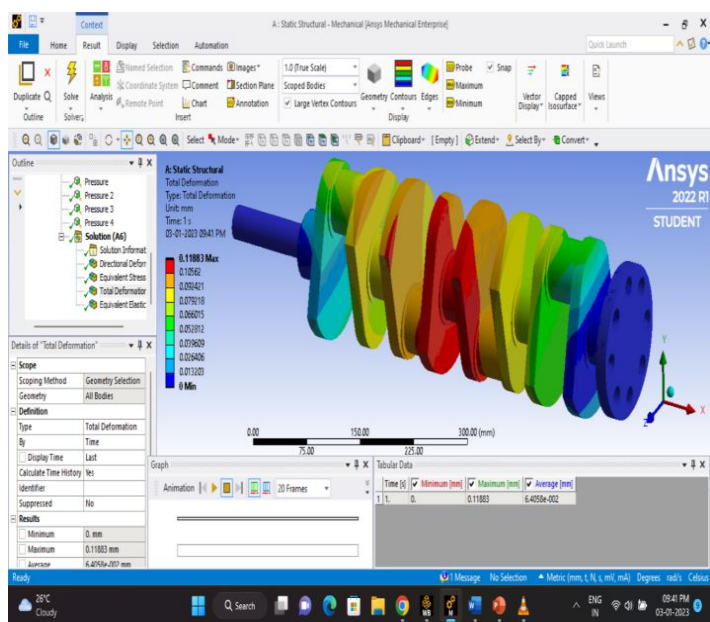 Context
A : Static Structural - Mechanical [Ansys Mechanical Enterprise]
File Home Result Display Selection Automation
Quick Launch
Named Selection Commands Images▾
1.0 (True Scale)
Probe Snap
Coordinate System Comment Section Plane
Scoped Bodies
Maximum
Remote Point Chart Annotation
Large Vertex Contours
Minimum
Duplicate Q Solve Analysis
Geometry Contours Edges
Vector Display▾
Capped Isosurface▾
Views
Outline Solver Insert Display
Select Mode▾
Clipboard▾ [Empty] Extend▾ Select By▾ Convert▾
Outline
Pressure
Pressure 2
Pressure 3
Pressure 4
Solution (A6)
Solution Informat
Directional Deforr
Equivalent Stress
Total Deformatior
Equivalent Elastic
A: Static Structural
Total Deformation
Type: Total Deformation
Unit: mm
Time: 1 s
03-01-2023 09:41 PM
0.11883 Max
0.10562
0.092421
0.079218
0.066015
0.052812
0.039609
0.026406
0.013203
0 Min
Ansys
2022 R1
STUDENT
Y
X
Z
0.00 150.00 300.00 (mm)
75.00 225.00
Details of "Total Deformation"
Scope
Scoping Method Geometry Selection
Geometry All Bodies
Definition
Type Total Deformation
By Time
Display Time Last
Calculate Time History Yes
Identifier
Suppressed No
Results
Minimum 0. mm
Maximum 0.11883 mm
Average 6.4058e-002 mm
Graph
Animation 20 Frames
Tabular Data
Time [s] Minimum [mm] Maximum [mm] Average [mm]
1 1. 0. 0.11883 6.4058e-002
Ready
1 Message No Selection Metric (mm, t, N, s, mV, mA) Degrees rad/s Celsius
26°C
Cloudy
Search
ENG
IN
09:41 PM
03-01-2023